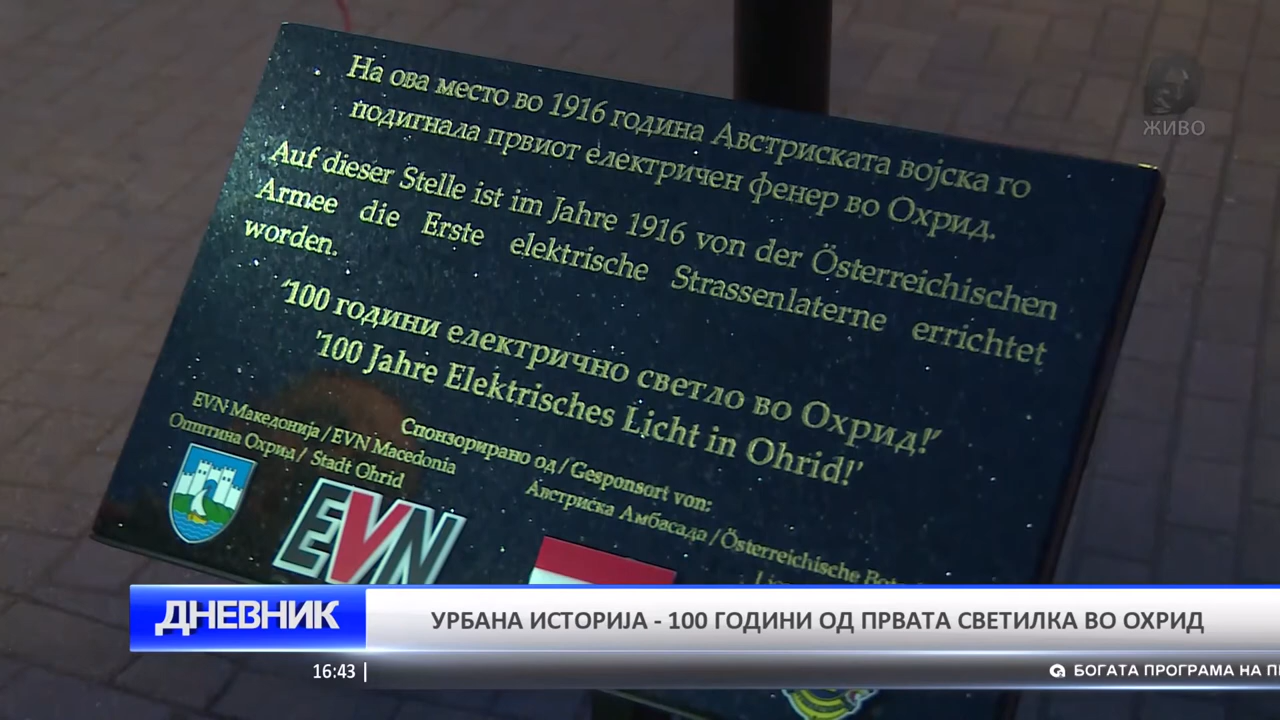 На ова место во 1916 година Австриската војска го
подигнала првиот електричен фенер во Охрид.
Auf dieser Stelle ist im Jahre 1916 von der Österreichischen
Armee die Erste elektrische Strassenlaterne errichtet
worden.
‘100 години електрично светло во Охрид!’
'100 Jahre Elektrisches Licht in Ohrid!'
Спонзорирано од / Gesponsort von:
EVN Македонија / EVN Macedonia
Општина Охрид / Stadt Ohrid
Австриска Амбасада / Österreichische
EVN
ЖИВО
ДНЕВНИК
УРБАНА ИСТОРИЈА - 100 ГОДИНИ ОД ПРВАТА СВЕТИЛКА ВО ОХРИД
16:43
БОГАТА ПРОГРАМА НА